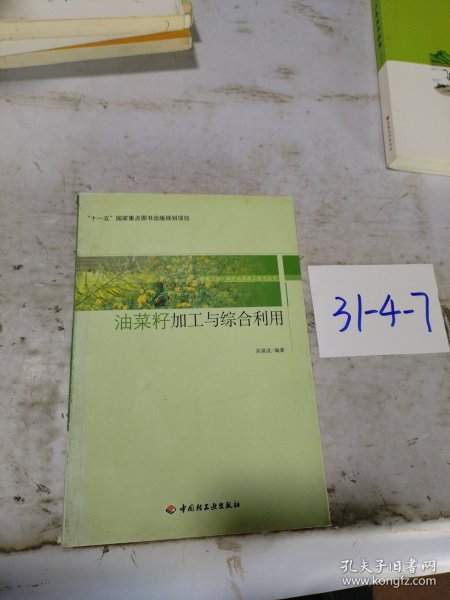 "十一五"国家重点图书出版规划项目
油菜籽加工与综合利用
编著
中国轻工业出版社
31-4-7
孔夫子旧书网
www.kongfz.com